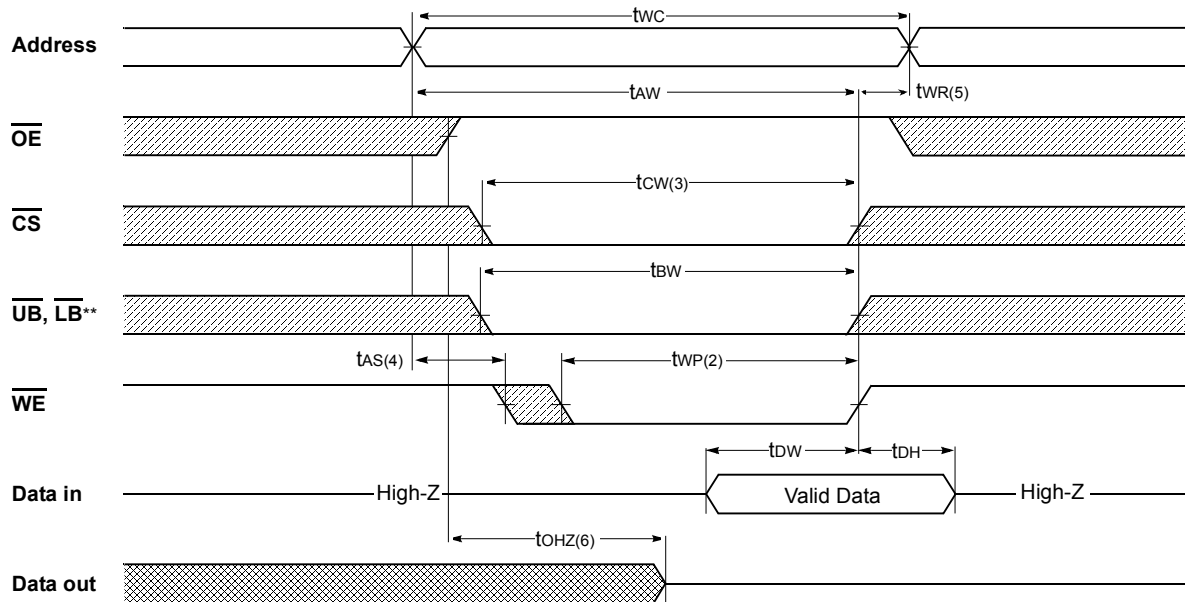 tWC
Address
tAW
tWR(5)
OE
tCW(3)
CS
tBW
UB, LB**
tAS(4)
tWP(2)
WE
tDW
tDH
Data in
High-Z
Valid Data
High-Z
tOHZ(6)
Data out